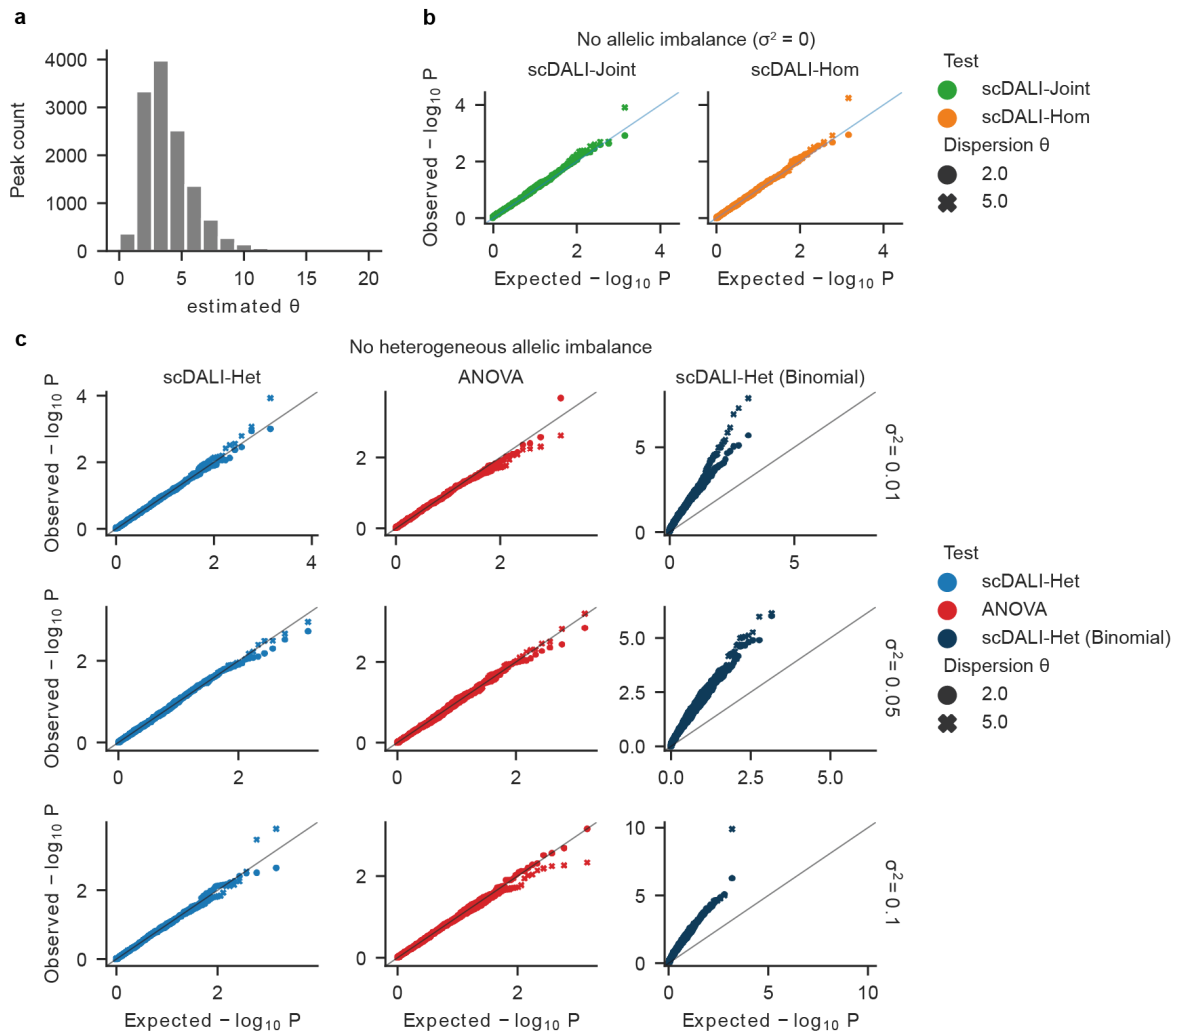 a
Peak count
4000
3000
2000
1000
0
0 5 10 15 20
estimated θ
b
No allelic imbalance (σ² = 0)
scDALI-Joint scDALI-Hom
Observed − log₁₀ P
4
2
0
0 2 4 0 2 4
Expected − log₁₀ P Expected − log₁₀ P
Test
scDALI-Joint
scDALI-Hom
Dispersion θ
2.0
5.0
c
No heterogeneous allelic imbalance
scDALI-Het ANOVA scDALI-Het (Binomial)
Observed − log₁₀ P
4
2
0
0 2 4
2
0
0 2
5
0
0 5
σ² = 0.01
Observed − log₁₀ P
2
0
0 2
2
0
0 2
5.0
2.5
0.0
0.0 2.5 5.0
σ² = 0.05
Observed − log₁₀ P
2
0
0 2
2
0
0 2
10
5
0
0 5 10
σ² = 0.1
Expected − log₁₀ P Expected − log₁₀ P Expected − log₁₀ P
Test
scDALI-Het
ANOVA
scDALI-Het (Binomial)
Dispersion θ
2.0
5.0